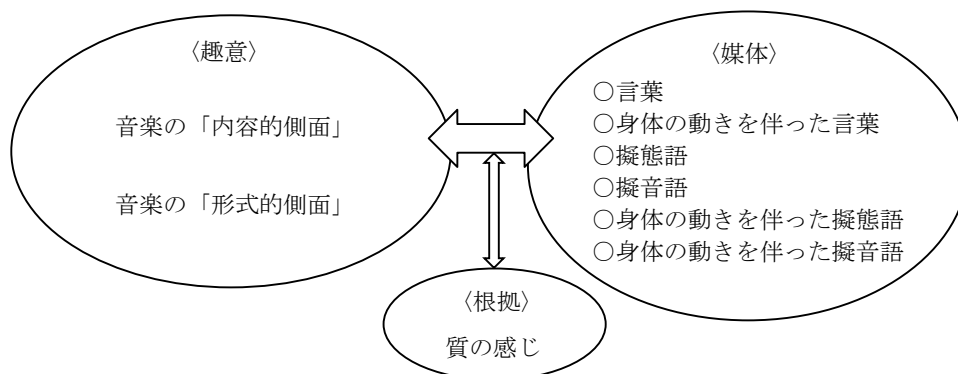 〈趣意〉
音楽の「内容的側面」
音楽の「形式的側面」
〈媒体〉
○言葉
○身体の動きを伴った言葉
○擬態語
○擬音語
○身体の動きを伴った擬態語
○身体の動きを伴った擬音語
〈根拠〉
質の感じ